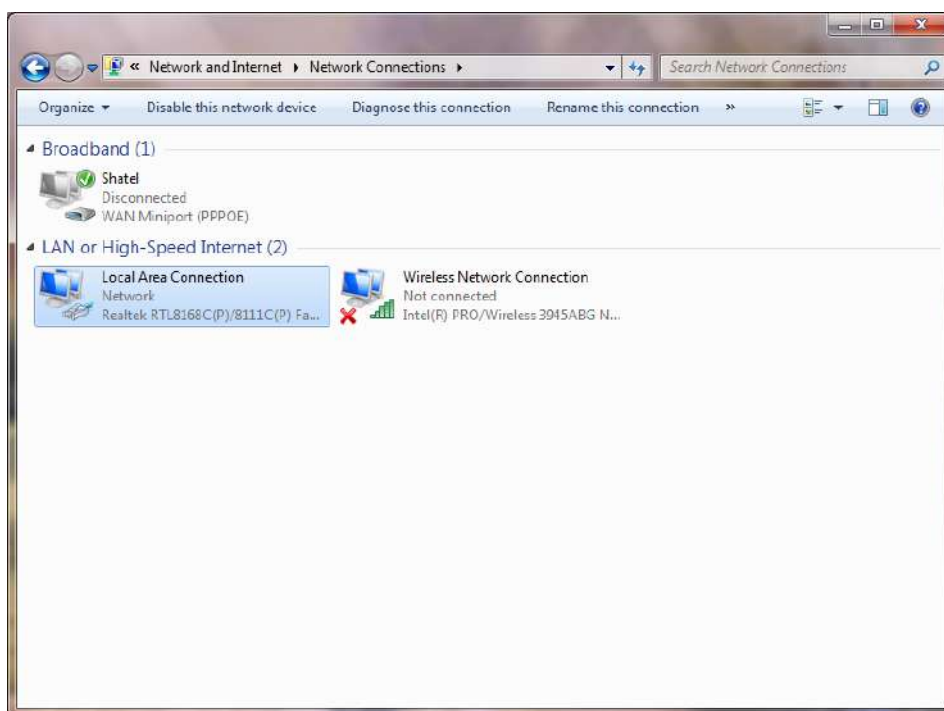 « Network and Internet ▸ Network Connections ▸ Search Network Connections
Organize Disable this network device Diagnose this connection Rename this connection »
Broadband (1)
Shatel
Disconnected
WAN Miniport (PPPOE)
LAN or High-Speed Internet (2)
Local Area Connection
Network
Realtek RTL8168C(P)/8111C(P) Fa...
Wireless Network Connection
Not connected
Intel(R) PRO/Wireless 3945ABG N...